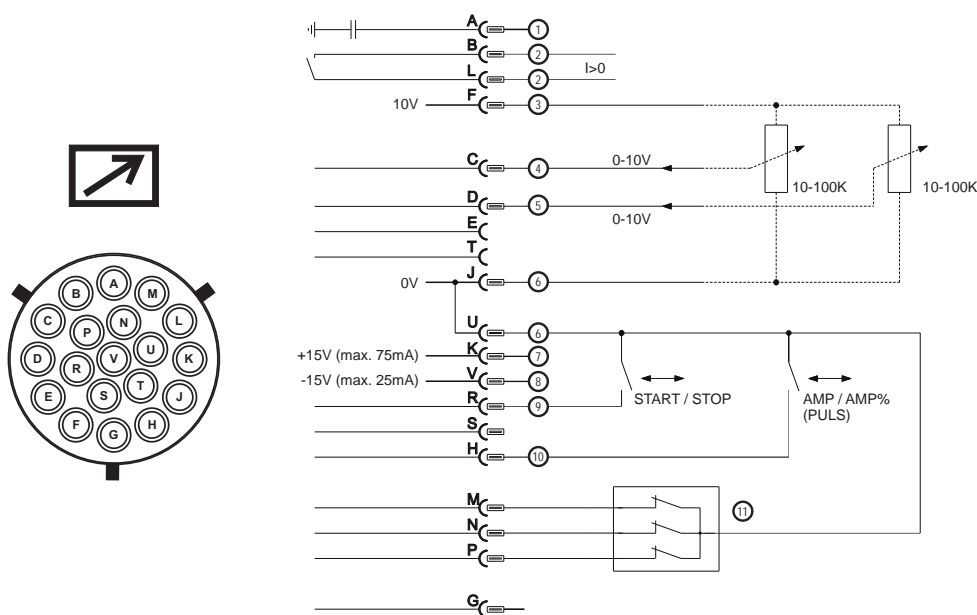 A 1
B 2
L 2 I>0
10V F 3
C 4 0-10V 10-100K 10-100K
D 5
0-10V
E
T
0V J 6
U 6
+15V (max. 75mA) K 7
-15V (max. 25mA) V 8
R 9 START / STOP AMP / AMP%
(PULS)
S
H 10
M 11
N
P
G
A
B M
C N L
P
U
D V K
R
T
E S J
F H
G